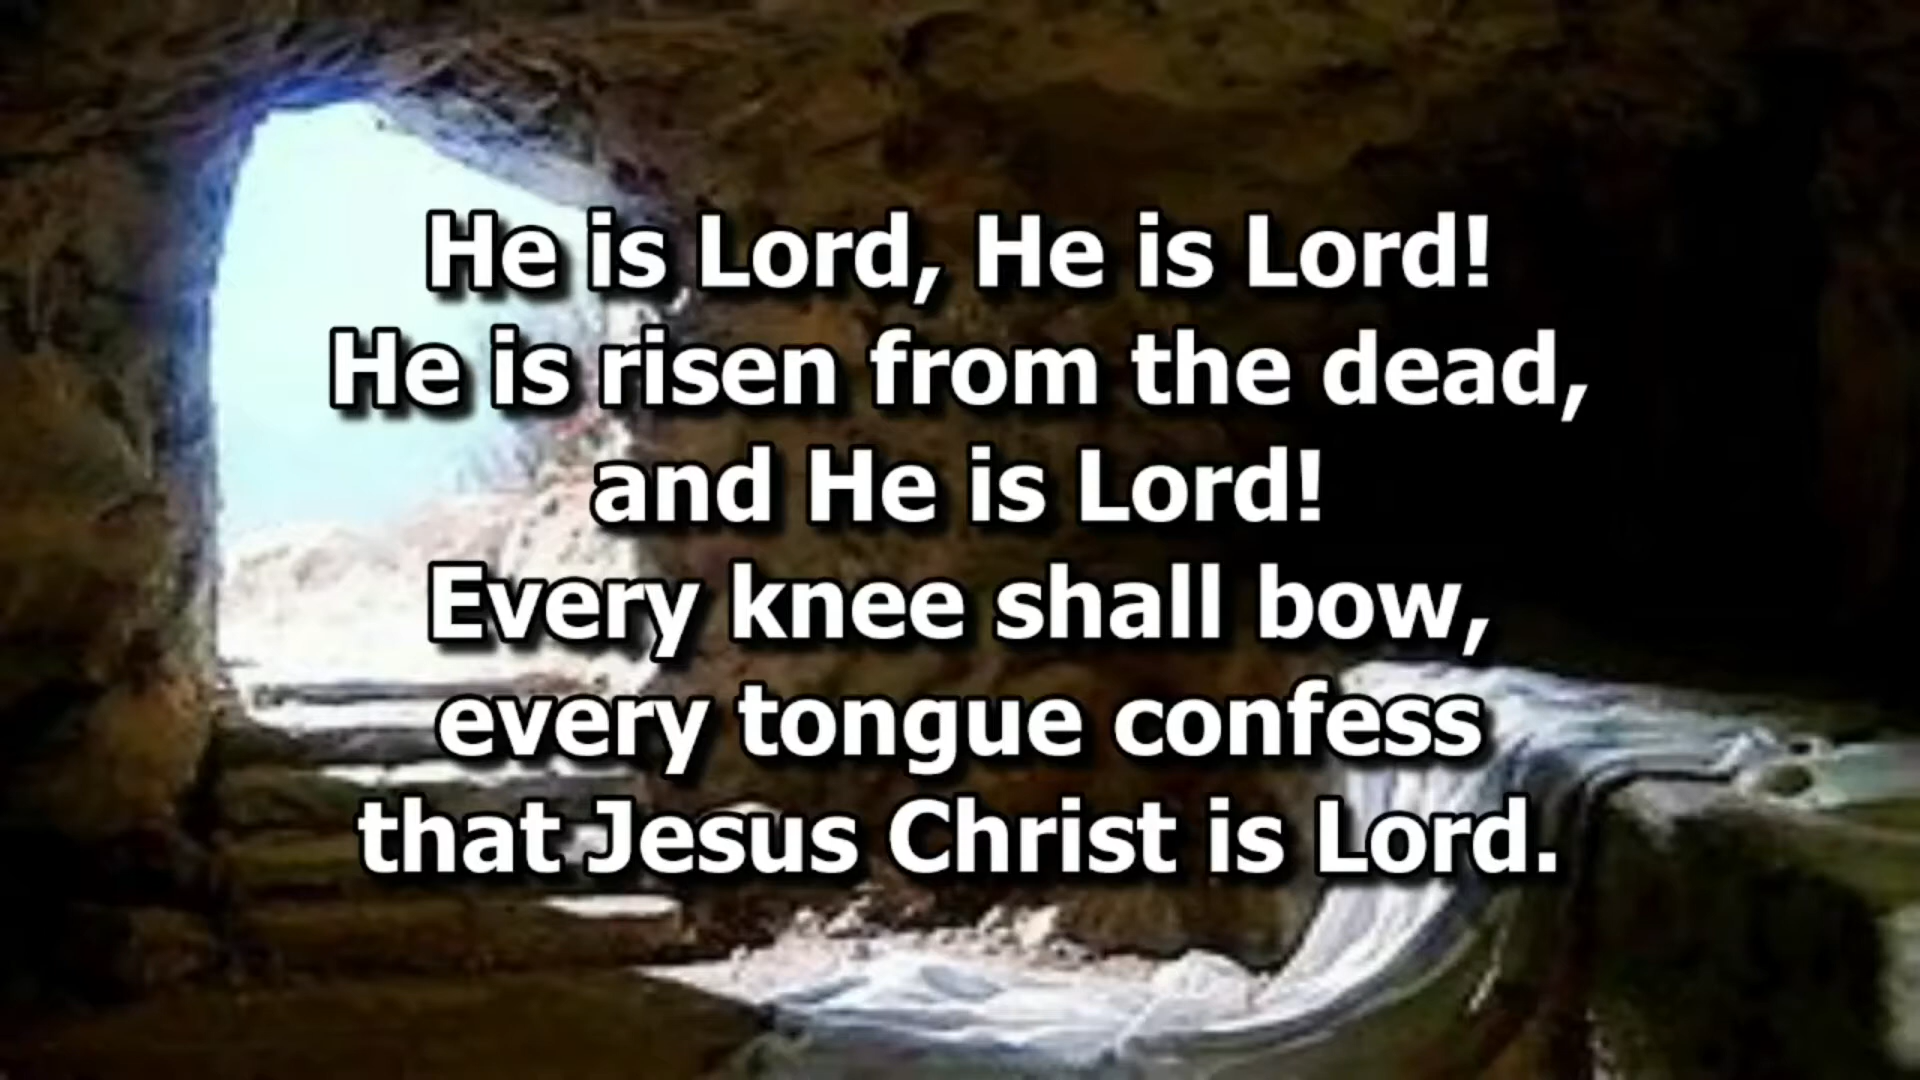 He is Lord, He is Lord!
He is risen from the dead,
and He is Lord!
Every knee shall bow,
every tongue confess
that Jesus Christ is Lord.